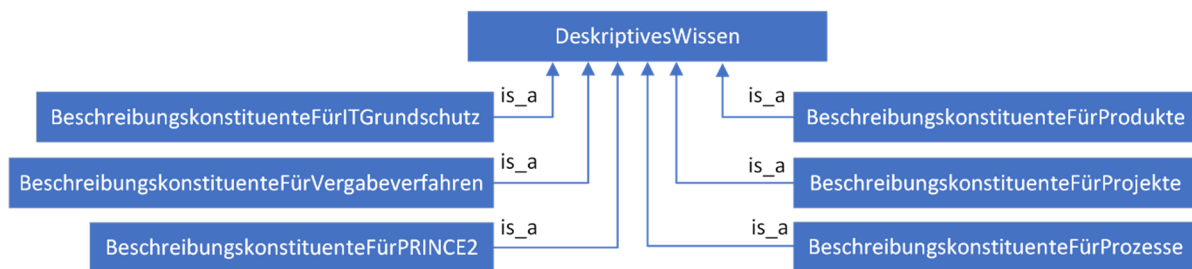 DeskriptivesWissen
is_a
BeschreibungskonstituenteFürITGrundschutz
is_a
BeschreibungskonstituenteFürProdukte
is_a
BeschreibungskonstituenteFürVergabeverfahren
is_a
BeschreibungskonstituenteFürProjekte
is_a
BeschreibungskonstituenteFürPRINCE2
is_a
BeschreibungskonstituenteFürProzesse